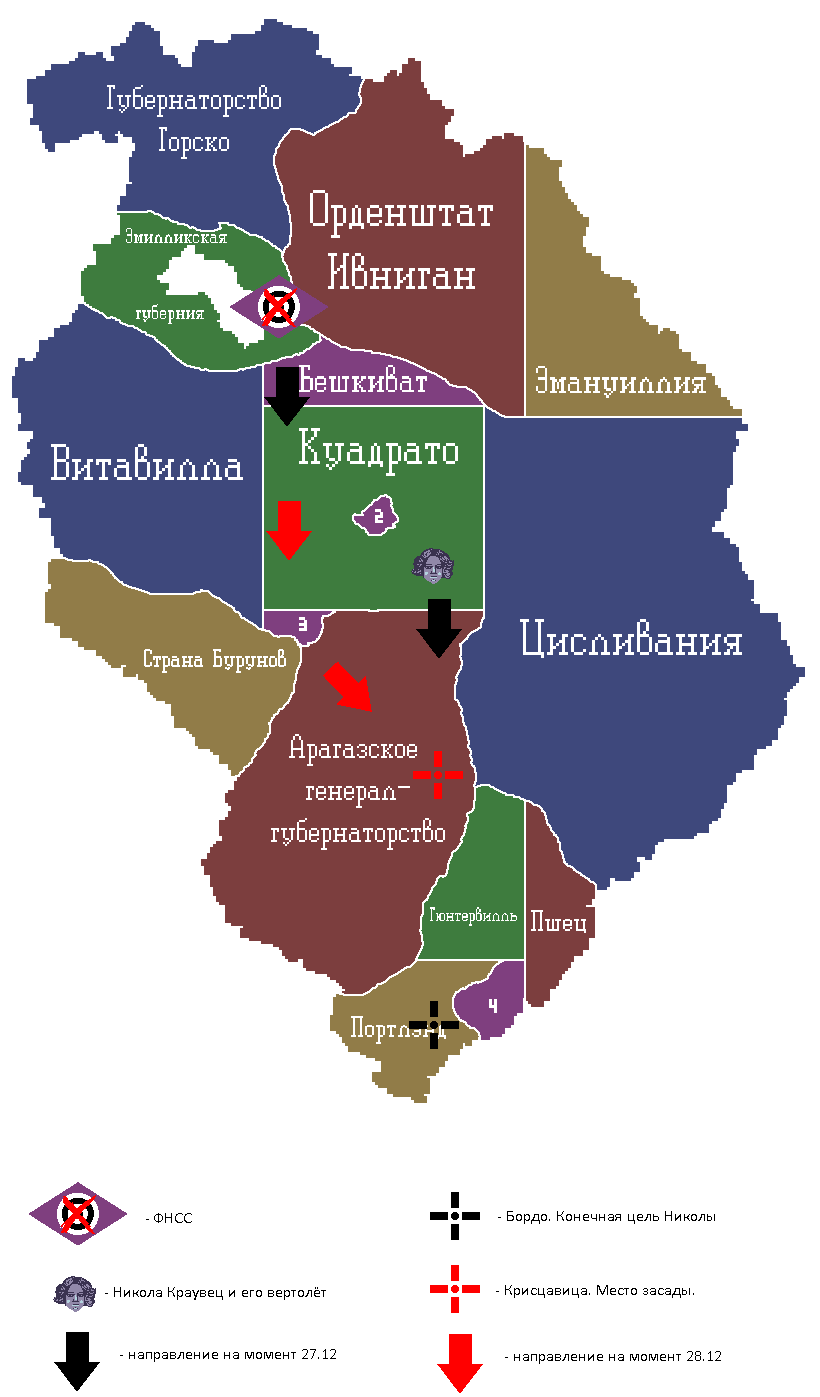 Губернаторство
Горско
Орденштат
Ивниган
Эмилликская
губерния
Бешкиват
Эмануиллия
Куадрато
Витавилла
2
3
Цисливания
Страна Бурунов
Арагазское
генерал-
губернаторство
Гюнтервилль
Пшец
4
Портлэнд
- ФНСС
- Бордо. Конечная цель Николы
- Никола Краувец и его вертолёт
- Крисцавица. Место засады.
- направление на момент 27.12
- направление на момент 28.12